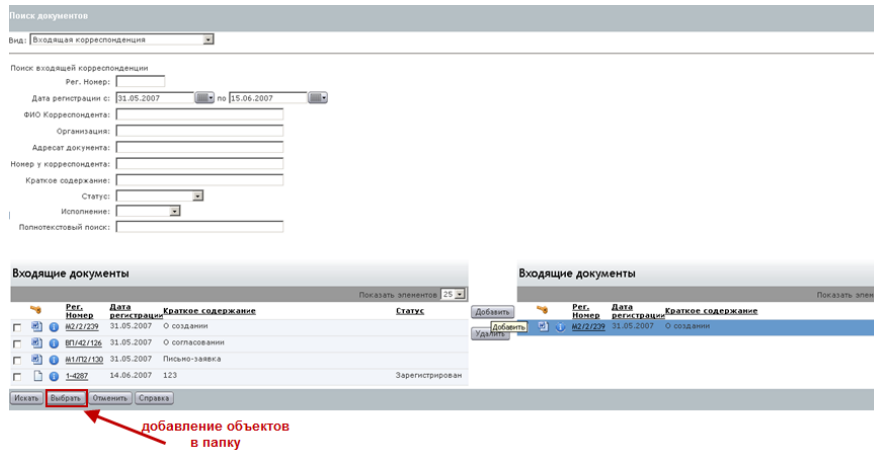 Поиск документов
Вид: Входящая корреспонденция
Поиск входящей корреспонденции
Рег. Номер:
Дата регистрации с: 31.05.2007 по 15.06.2007
ФИО Корреспондента:
Организация:
Адресат документа:
Номер у корреспондента:
Краткое содержание:
Статус:
Исполнение:
Полнотекстовый поиск:
Входящие документы
Показать элементов 25
Рег. Номер Дата регистрации Краткое содержание Статус
М2/2/239 31.05.2007 О создании
ВП/42/126 31.05.2007 О согласовании
М1/П2/130 31.05.2007 Письмо-заявка
1-4287 14.06.2007 123 Зарегистрирован
Добавить
Добавить
Удалить
Входящие документы
Показать элем
Рег. Номер Дата регистрации Краткое содержание
М2/2/239 31.05.2007 О создании
Искать Выбрать Отменить Справка
добавление объектов
в папку